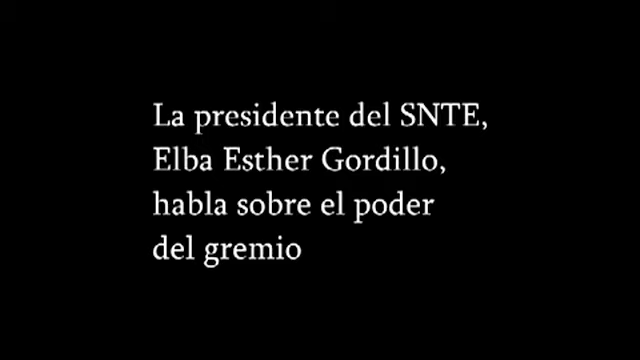 La presidente del SNTE,
Elba Esther Gordillo,
habla sobre el poder
del gremio